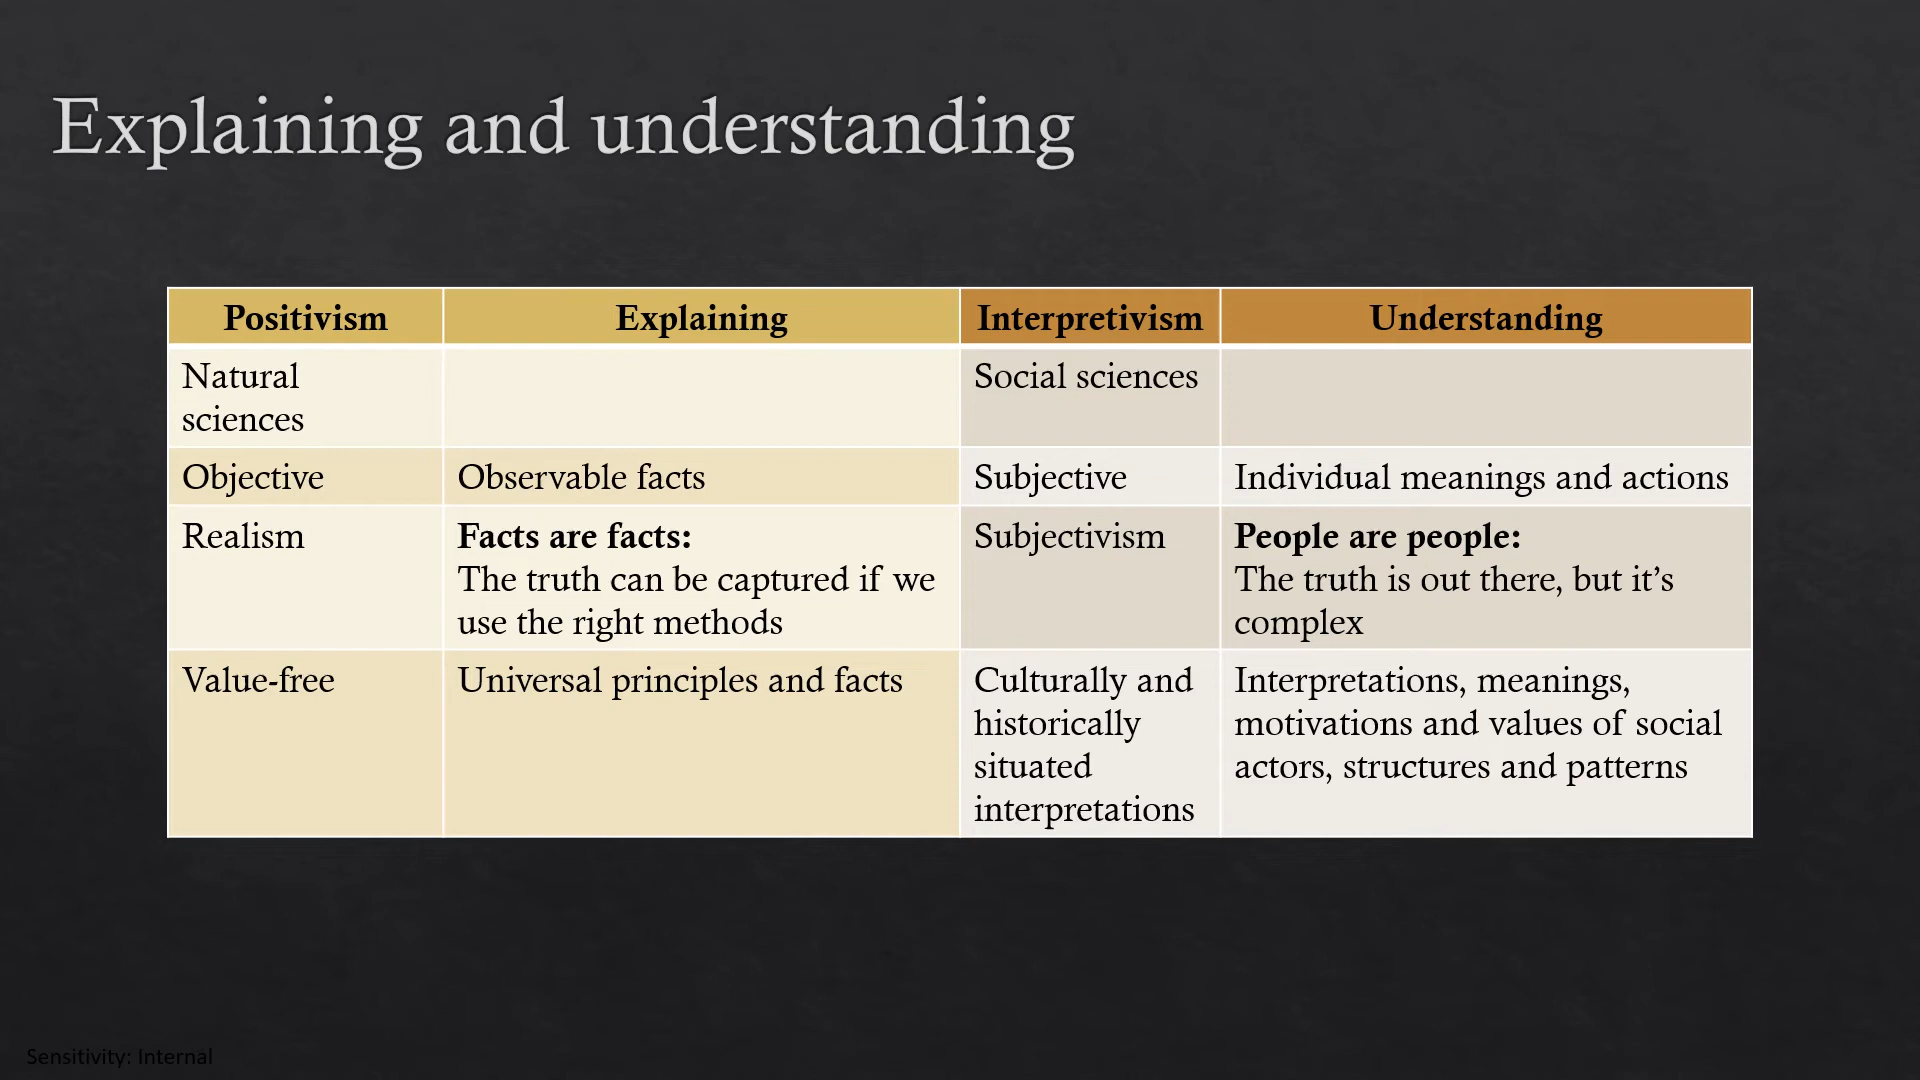 Explaining and understanding
Positivism Explaining Interpretivism Understanding
Natural
sciences
Social sciences
Objective Observable facts Subjective Individual meanings and actions
Realism
Facts are facts:
The truth can be captured if we
use the right methods
Subjectivism
People are people:
The truth is out there, but it’s
complex
Value-free
Universal principles and facts
Culturally and
historically
situated
interpretations
Interpretations, meanings,
motivations and values of social
actors, structures and patterns
Sensitivity: Internal